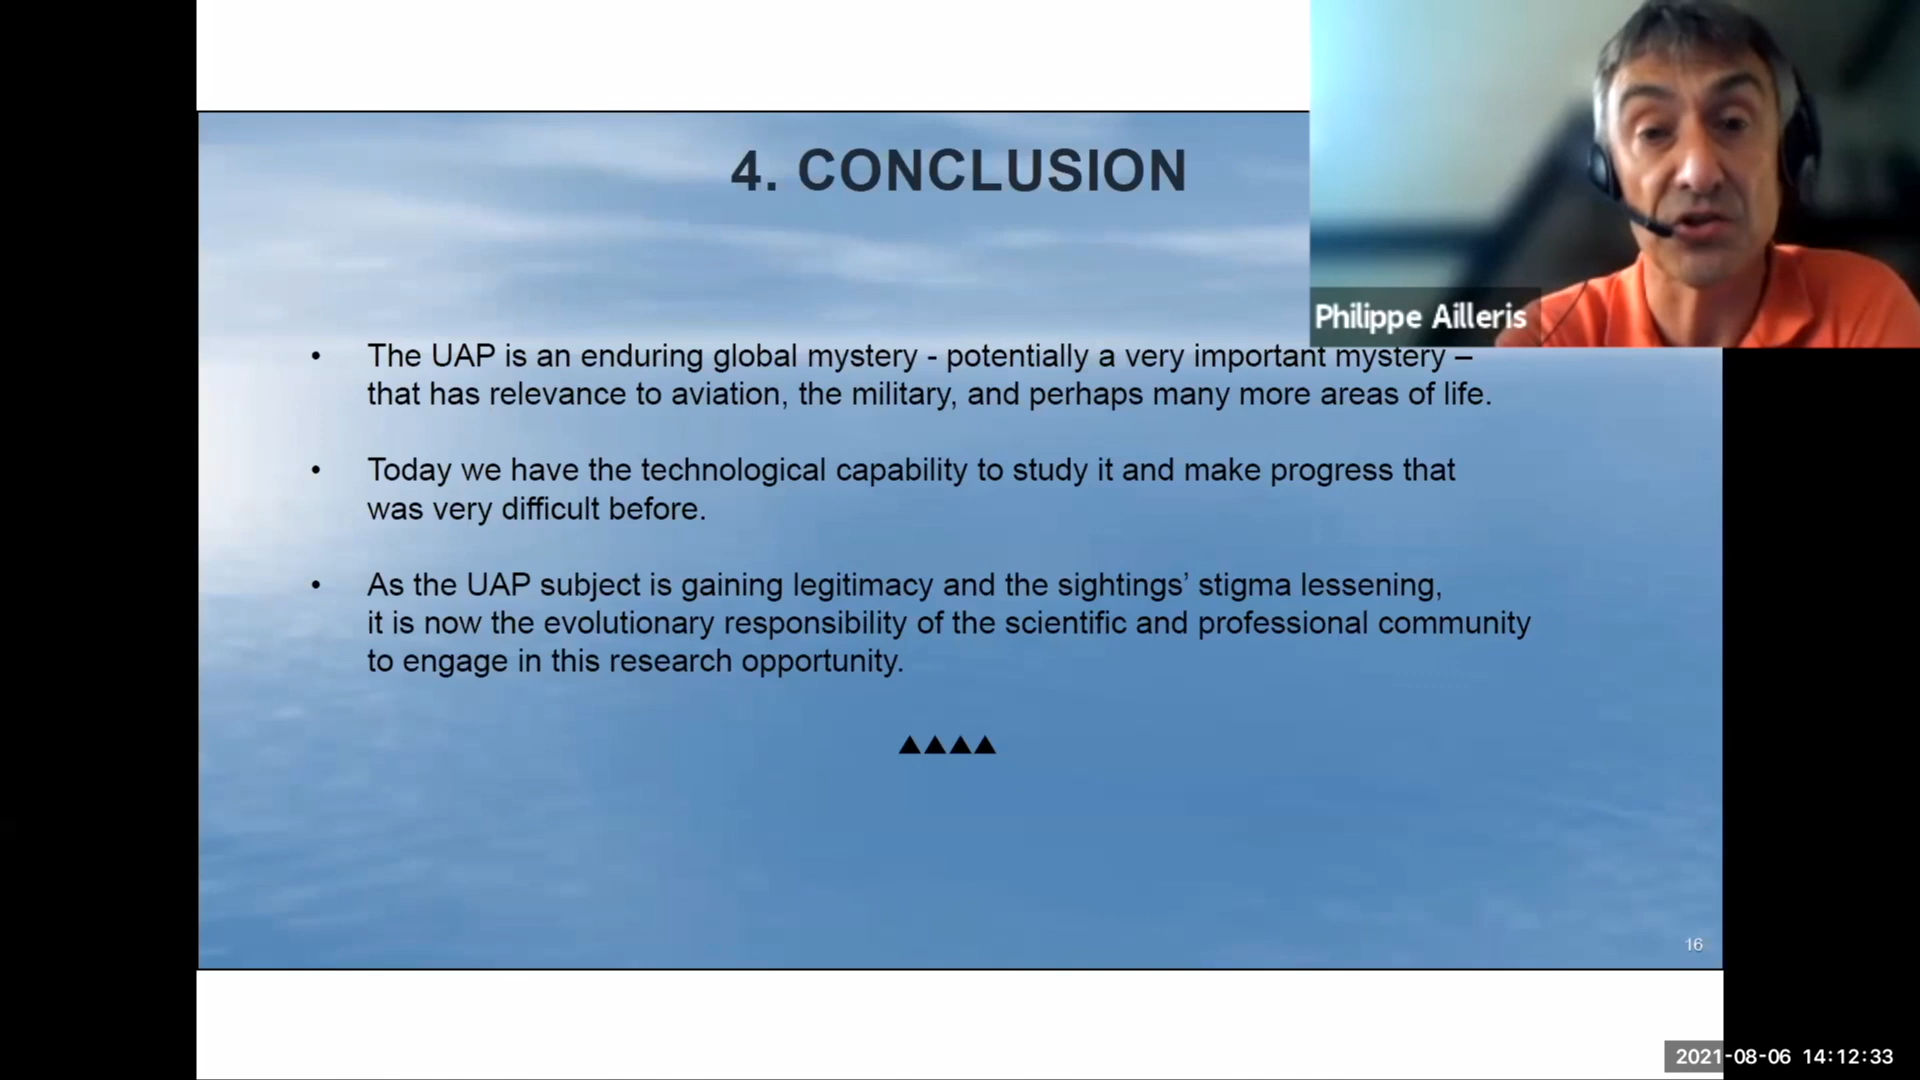 4. CONCLUSION
Philippe Ailleris
• The UAP is an enduring global mystery - potentially a very important mystery –
that has relevance to aviation, the military, and perhaps many more areas of life.
• Today we have the technological capability to study it and make progress that
was very difficult before.
• As the UAP subject is gaining legitimacy and the sightings’ stigma lessening,
it is now the evolutionary responsibility of the scientific and professional community
to engage in this research opportunity.
▲▲▲▲
16
2021-08-06 14:12:33